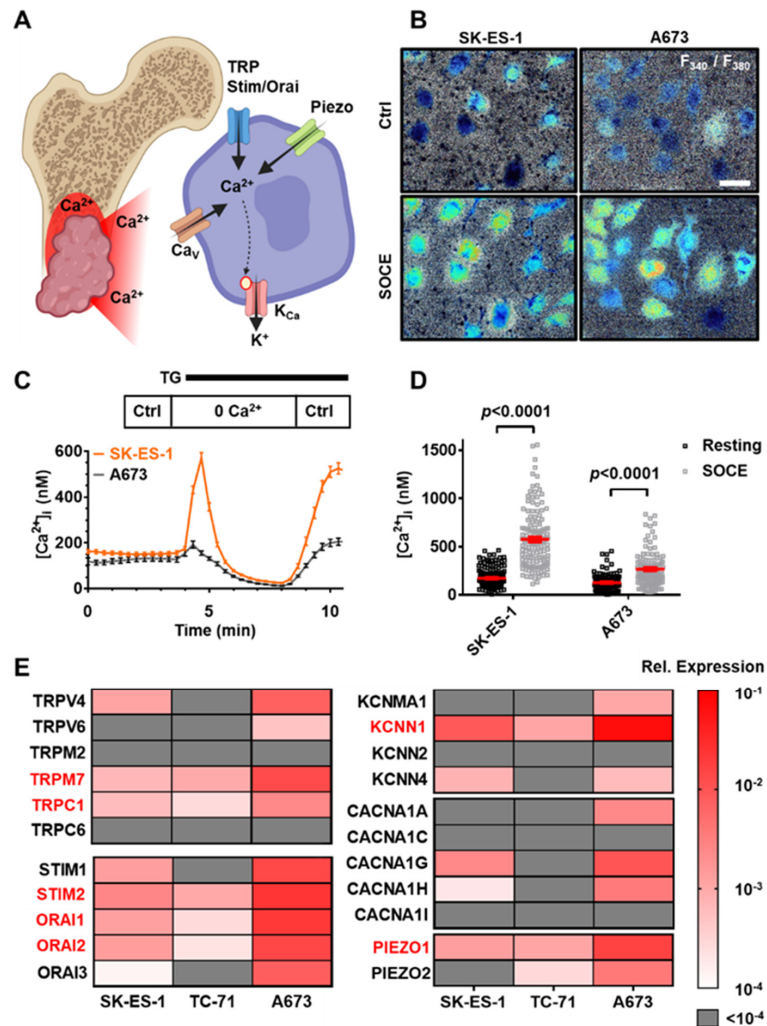 A
TRP
Stim/Orai
Piezo
Ca²⁺
Ca²⁺
Ca²⁺
Ca²⁺
CaV
KCa
K⁺
B
SK-ES-1
A673
F340 / F380
Ctrl
SOCE
C
TG
Ctrl
0 Ca²⁺
Ctrl
600
400
200
0
[Ca²⁺]i (nM)
SK-ES-1
A673
0
5
10
Time (min)
D
p<0.0001
p<0.0001
Resting
SOCE
1500
1000
500
0
[Ca²⁺]i (nM)
SK-ES-1
A673
E
TRPV4
TRPV6
TRPM2
TRPM7
TRPC1
TRPC6
STIM1
STIM2
ORAI1
ORAI2
ORAI3
SK-ES-1 TC-71 A673
KCNMA1
KCNN1
KCNN2
KCNN4
CACNA1A
CACNA1C
CACNA1G
CACNA1H
CACNA1I
PIEZO1
PIEZO2
SK-ES-1 TC-71 A673
Rel. Expression
10⁻¹
10⁻²
10⁻³
10⁻⁴
<10⁻⁴